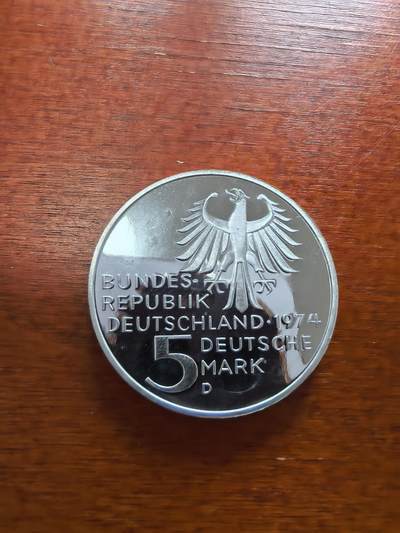 BUNDES-
REPUBLIK
DEUTSCHLAND·1974
5 DEUTSCHE
MARK
D